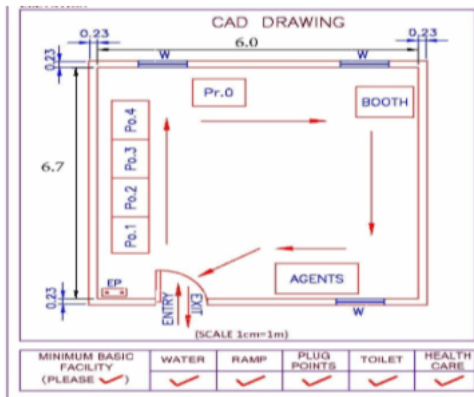 CAD DRAWING
0.23
6.0
0.23
0.23
W
W
Pr.0
BOOTH
Po.4
Po.3
Po.2
Po.1
6.7
EP
AGENTS
0.23
ENTRY
EXIT
W
(SCALE 1cm=1m)
MINIMUM BASIC
FACILITY
(PLEASE ✓)
WATER
RAMP
PLUG
POINTS
TOILET
HEALTH
CARE
✓ ✓ ✓ ✓ ✓